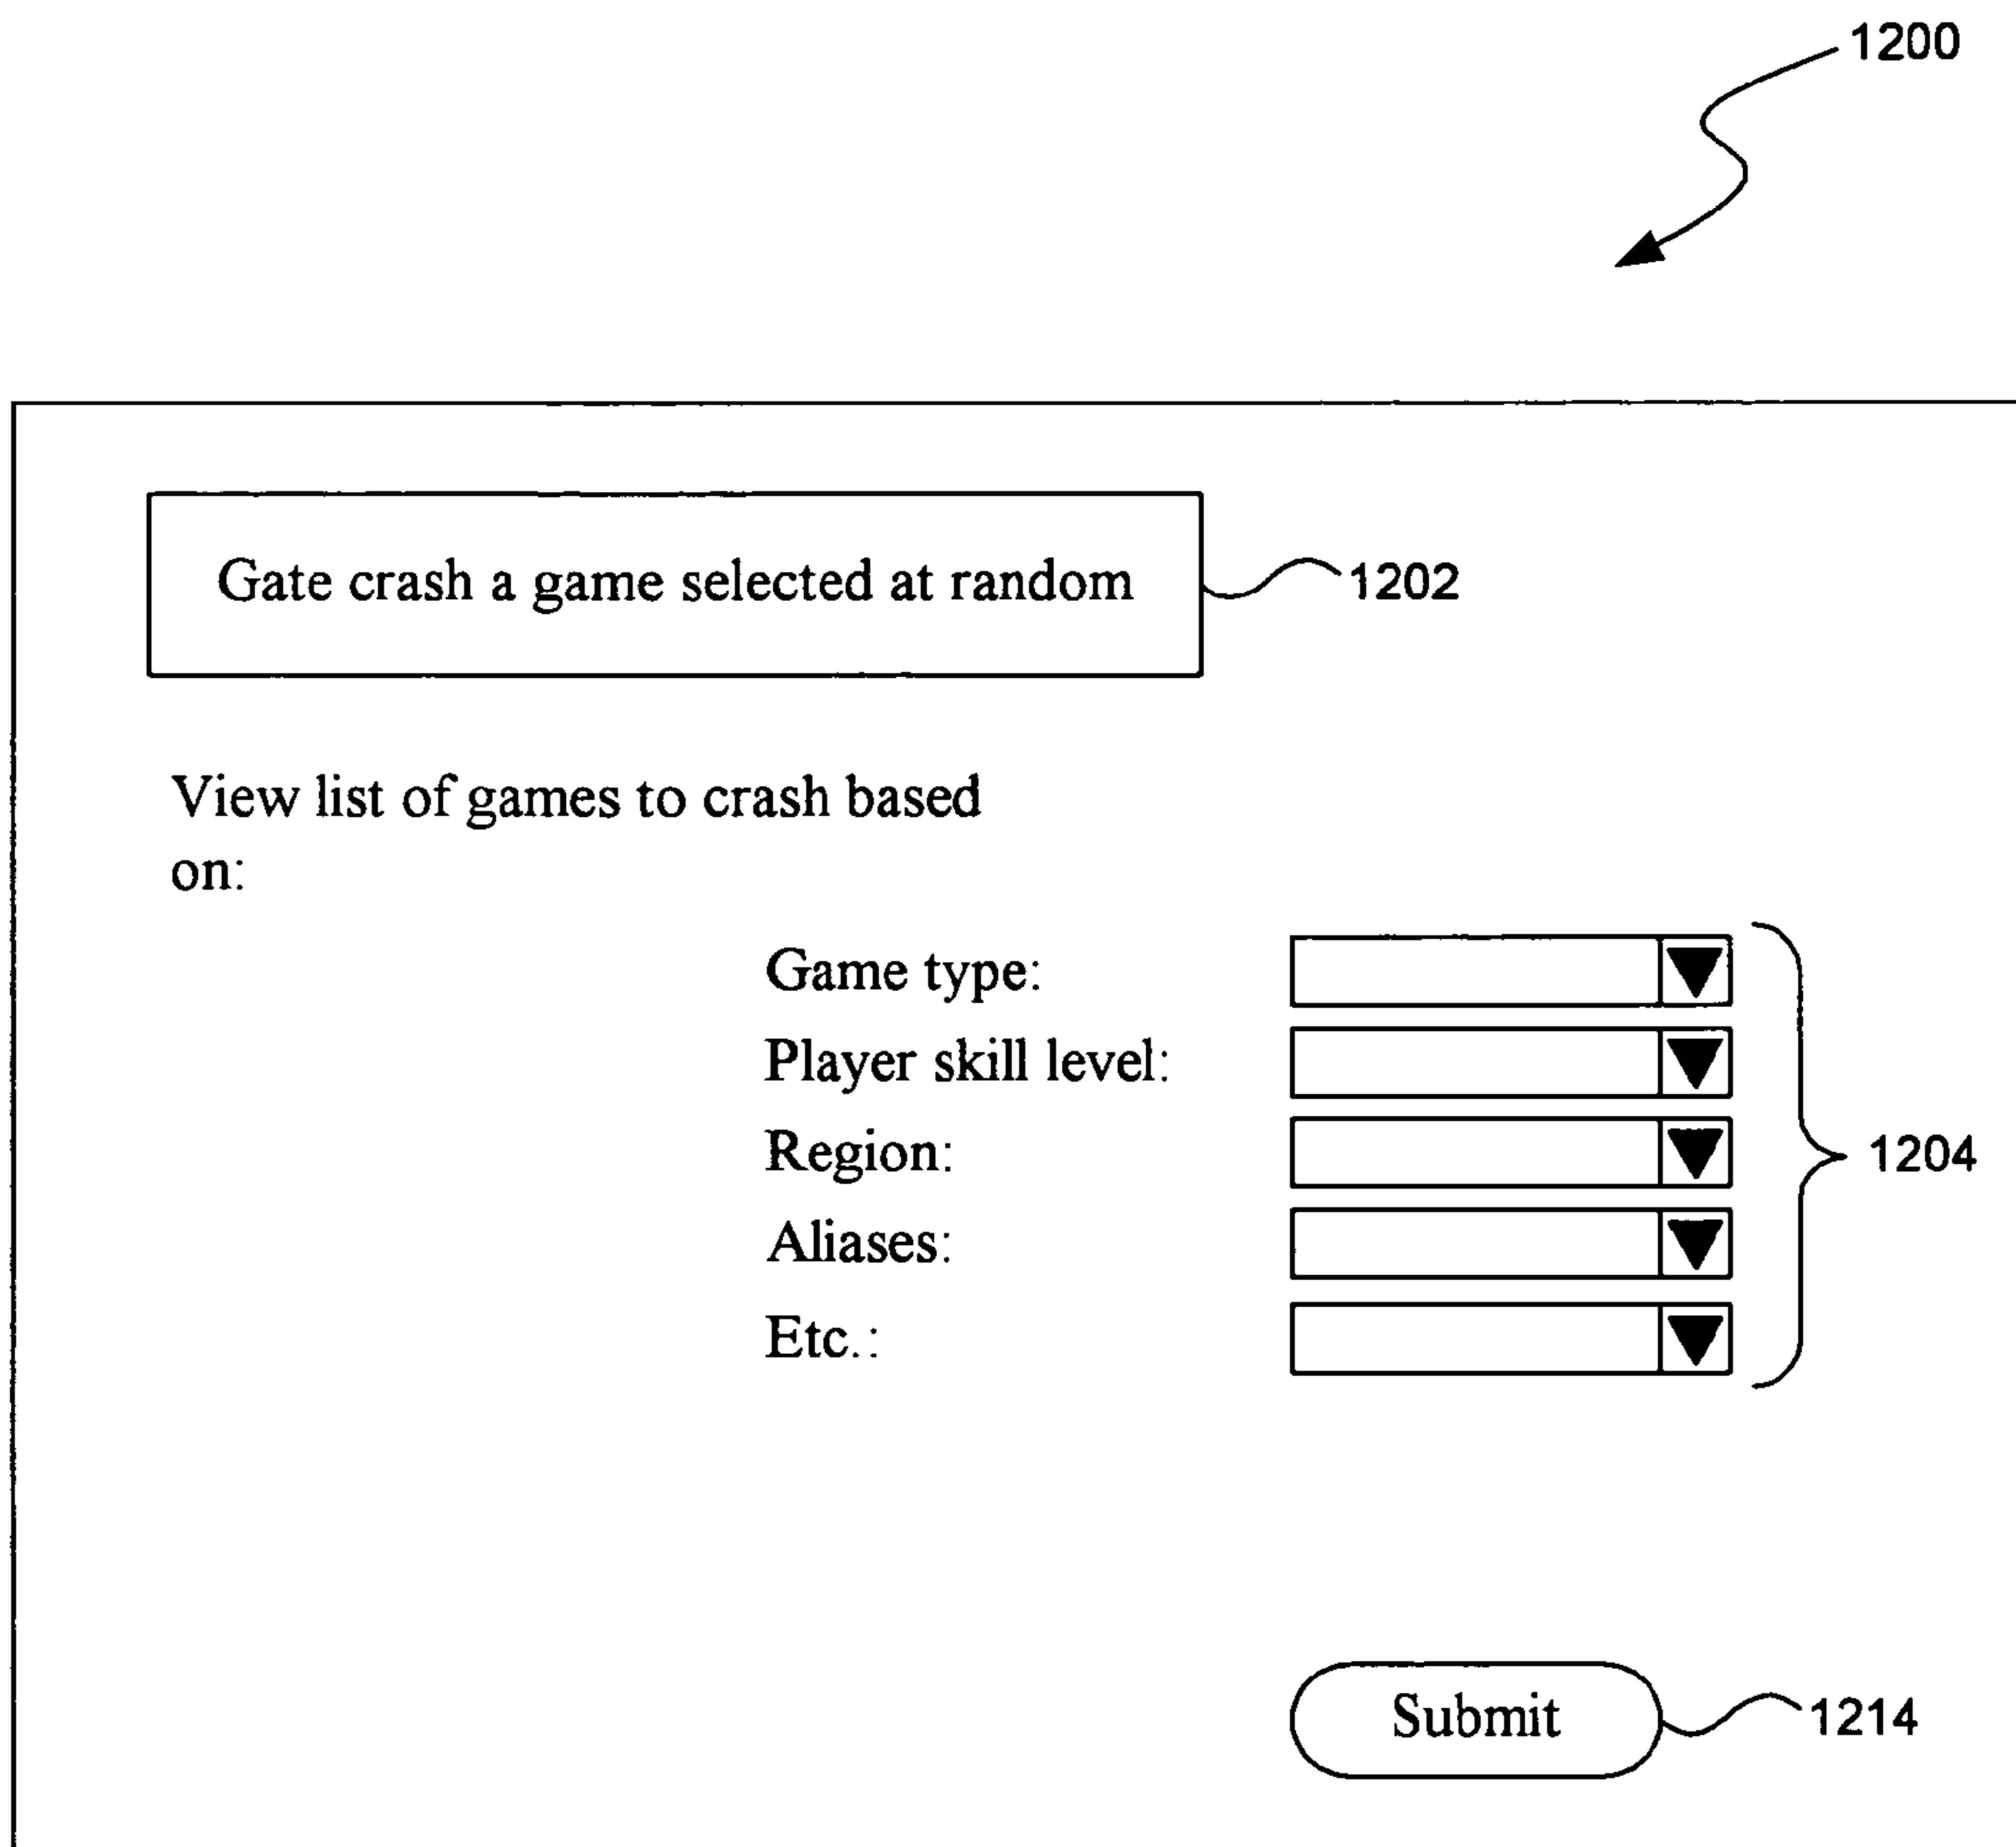 1200
Gate crash a game selected at random
1202
View list of games to crash based
on:
Game type:
Player skill level:
Region:
Aliases:
Etc.:
1204
Submit
1214